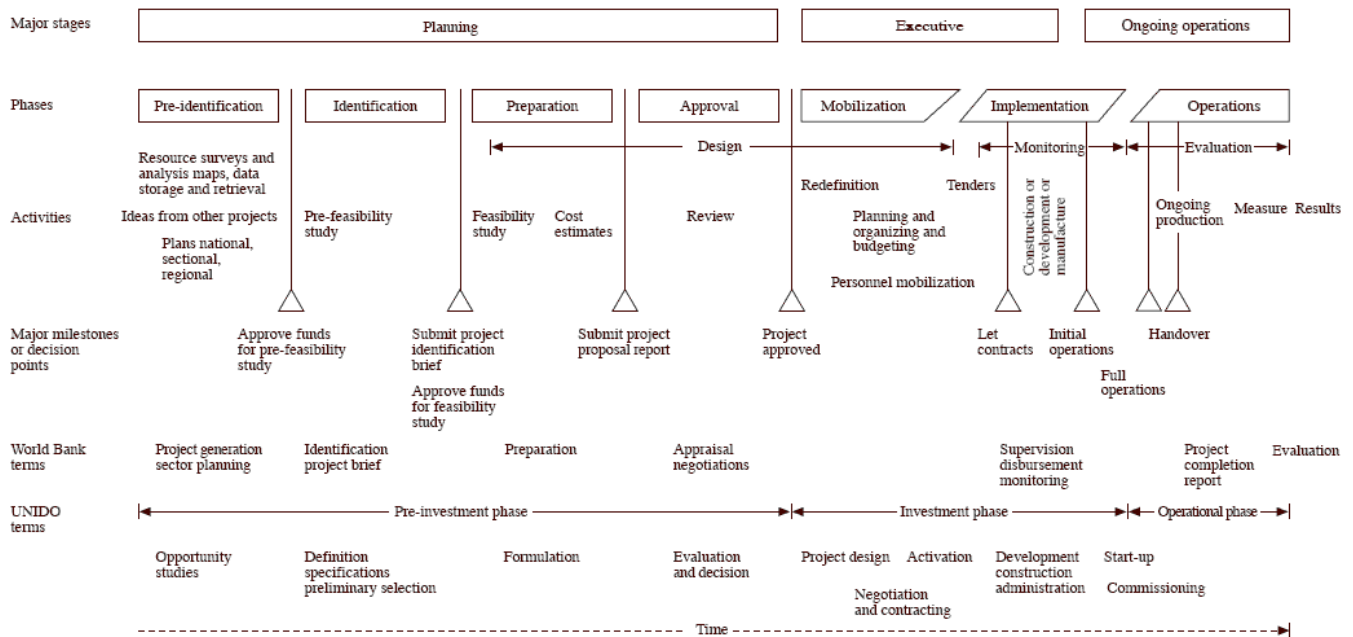 Major stages
Planning
Executive
Ongoing operations
Phases
Pre-identification
Identification
Preparation
Approval
Mobilization
Implementation
Operations
Design
Monitoring
Evaluation
Activities
Resource surveys and
analysis maps, data
storage and retrieval
Ideas from other projects
Plans national,
sectional,
regional
Pre-feasibility
study
Feasibility
study
Cost
estimates
Review
Redefinition
Planning and
organizing and
budgeting
Personnel mobilization
Tenders
Construction or
development or
manufacture
Ongoing
production
Measure Results
Major milestones
or decision
points
Approve funds
for pre-feasibility
study
Submit project
identification
brief
Approve funds
for feasibility
study
Submit project
proposal report
Project
approved
Let
contracts
Initial
operations
Full
operations
Handover
World Bank
terms
Project generation
sector planning
Identification
project brief
Preparation
Appraisal
negotiations
Supervision
disbursement
monitoring
Project
completion
report
Evaluation
UNIDO
terms
Pre-investment phase
Investment phase
Operational phase
Opportunity
studies
Definition
specifications
preliminary selection
Formulation
Evaluation
and decision
Project design
Activation
Negotiation
and contracting
Development
construction
administration
Start-up
Commissioning
Time